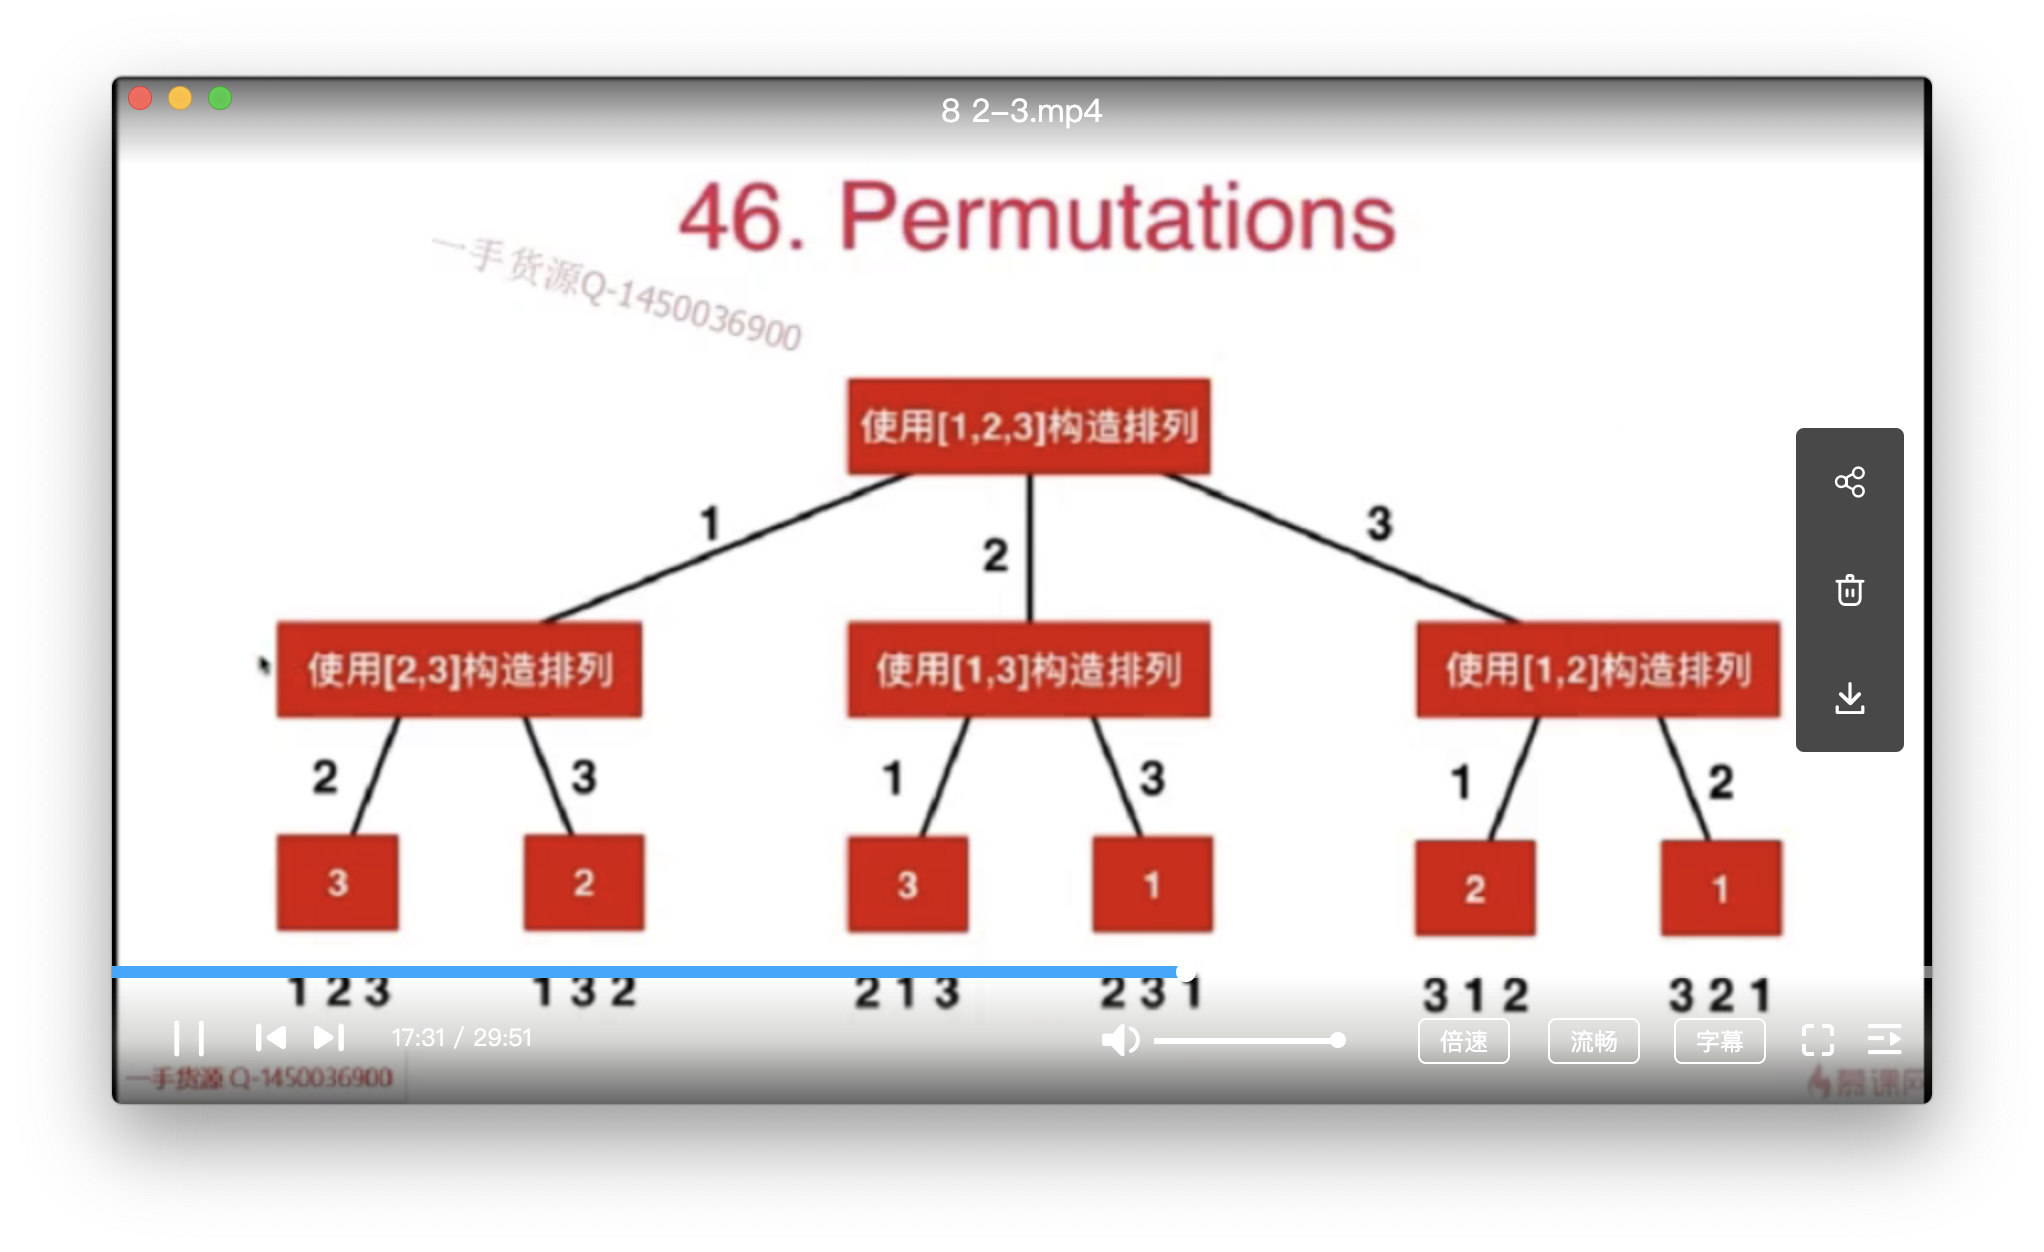 8 2-3.mp4
46. Permutations
一手货源Q-1450036900
使用[1,2,3]构造排列
1
2
3
使用[2,3]构造排列
使用[1,3]构造排列
使用[1,2]构造排列
2
3
1
3
1
2
3
2
3
1
2
1
1 2 3
1 3 2
2 1 3
2 3 1
3 1 2
3 2 1
17:31 / 29:51
倍速
流畅
字幕
一手货源 Q-1450036900
慕课网